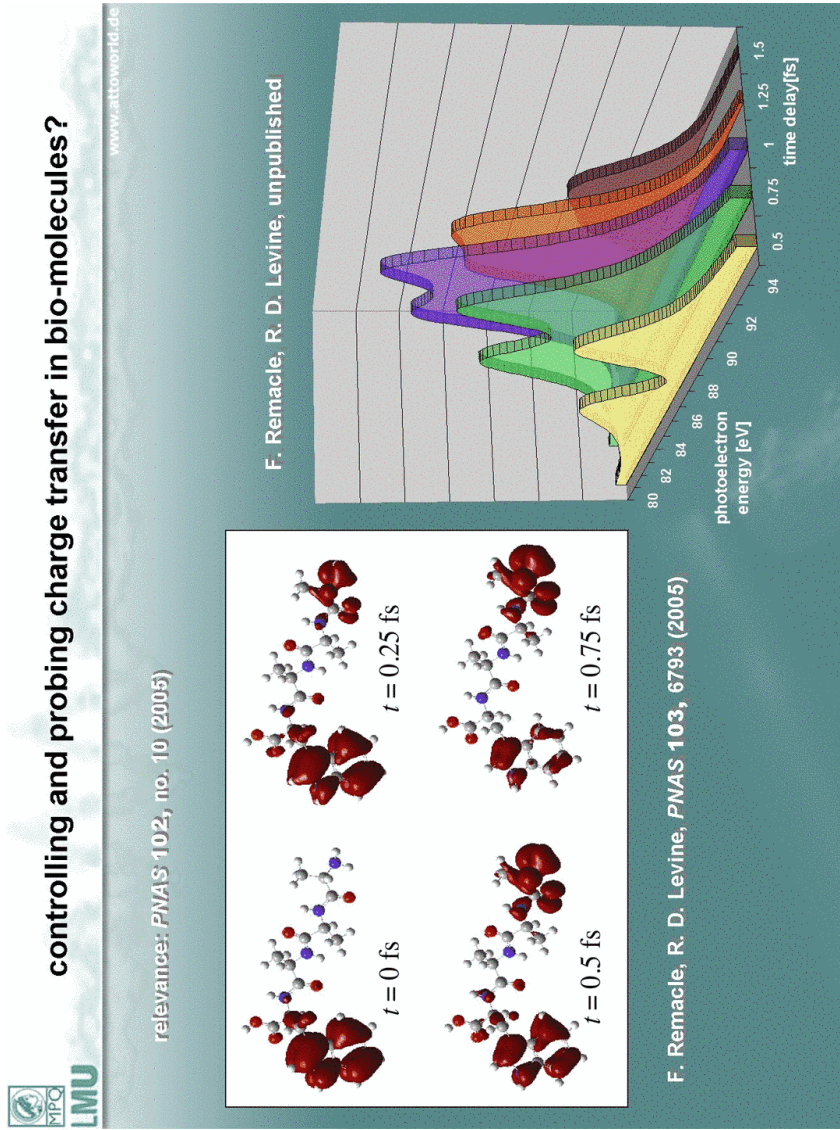 MPQ
LMU
controlling and probing charge transfer in bio-molecules?
www.attoworld.de
relevance: PNAS 102, no. 10 (2005)
t = 0 fs
t = 0.25 fs
t = 0.5 fs
t = 0.75 fs
F. Remacle, R. D. Levine, PNAS 103, 6793 (2005)
F. Remacle, R. D. Levine, unpublished
80
82
84
86
88
90
92
94
photoelectron
energy [eV]
0.5
0.75
1
1.25
1.5
time delay[fs]